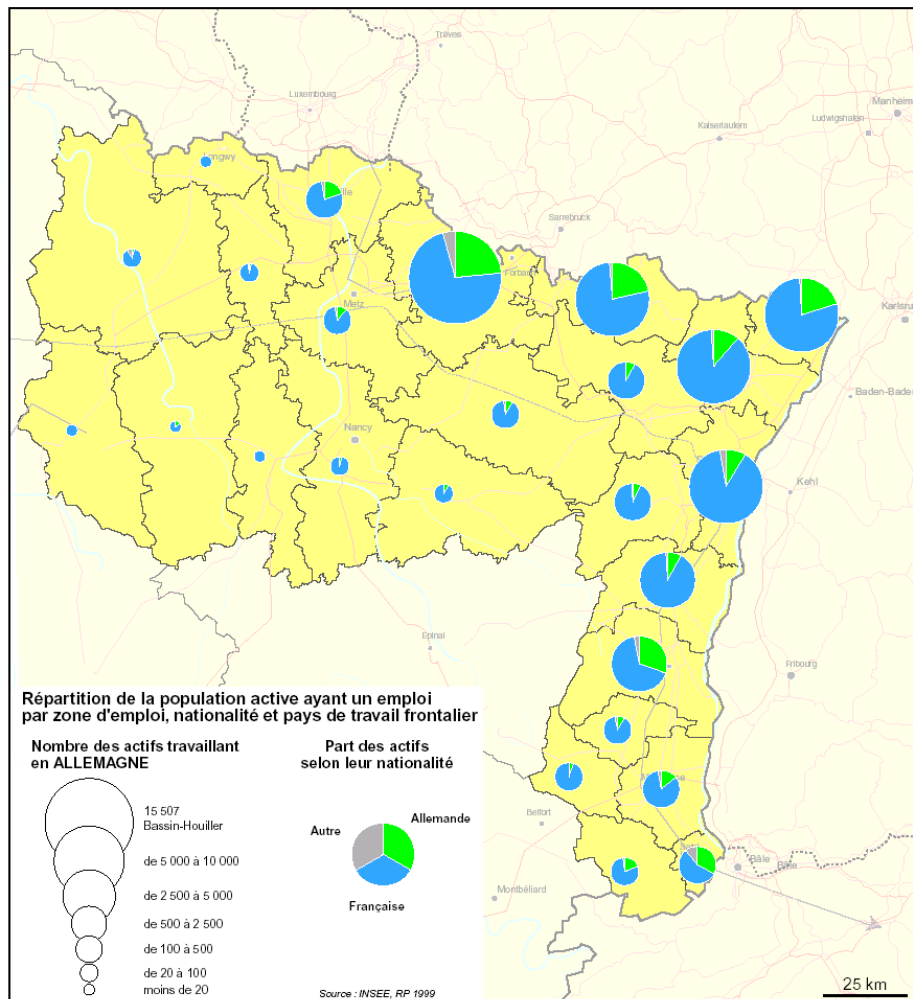 Trèves
Luxembourg
Manheim
Ludwigshafen
Kaiserlautern
Longwy
Sarrebruck
Forbach
Metz
Karlsru
Baden-Baden
Nancy
Kehl
Epinal
Fribourg
Répartition de la population active ayant un emploi
par zone d'emploi, nationalité et pays de travail frontalier
Nombre des actifs travaillant
en ALLEMAGNE
Part des actifs
selon leur nationalité
15 507
Bassin-Houiller
de 5 000 à 10 000
de 2 500 à 5 000
de 500 à 2 500
de 100 à 500
de 20 à 100
moins de 20
Autre
Allemande
Française
Source : INSEE, RP 1999
Belfort
Montbéliard
Bâle
Bâle
25 km